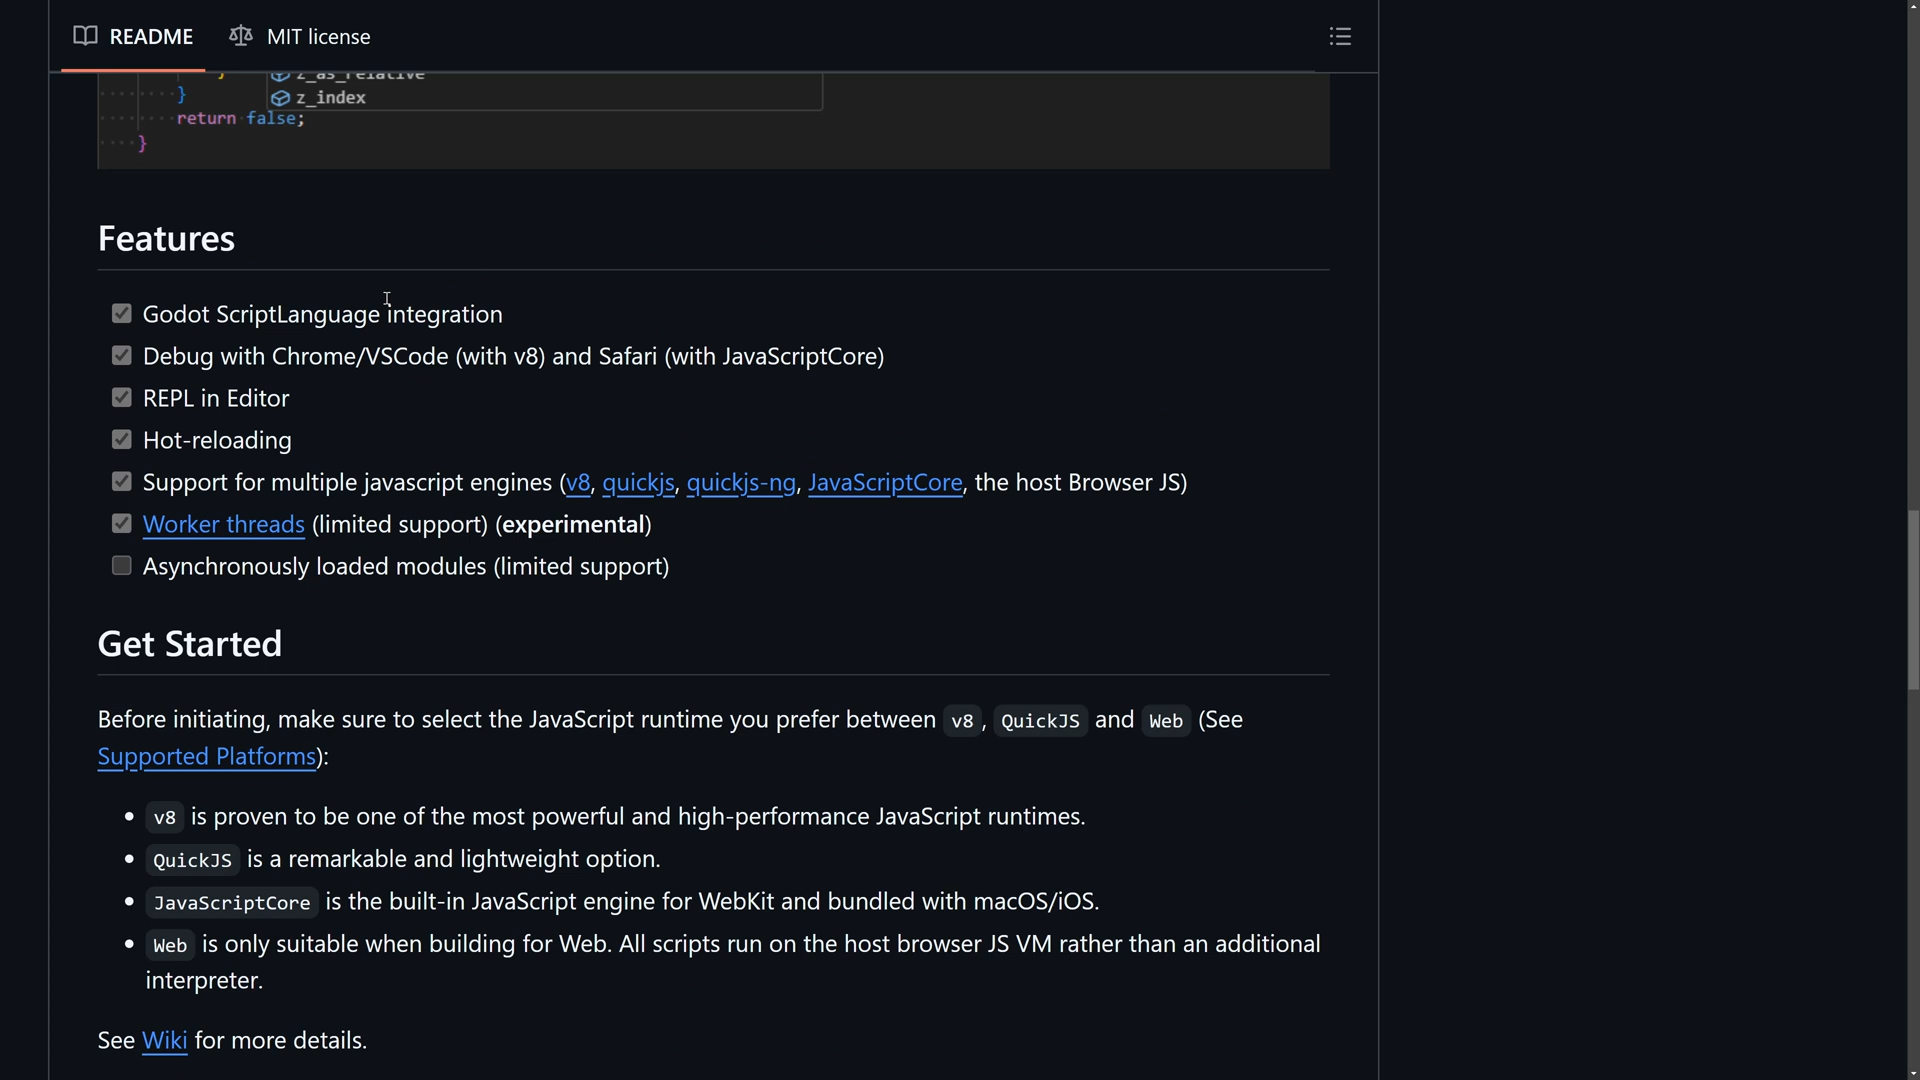 README
MIT license
z_as_relative
}
z_index
return false;
}
Features
Godot ScriptLanguage integration
Debug with Chrome/VSCode (with v8) and Safari (with JavaScriptCore)
REPL in Editor
Hot-reloading
Support for multiple javascript engines (v8, quickjs, quickjs-ng, JavaScriptCore, the host Browser JS)
Worker threads (limited support) (experimental)
Asynchronously loaded modules (limited support)
Get Started
Before initiating, make sure to select the JavaScript runtime you prefer between v8, QuickJS and Web (See
Supported Platforms):
• v8 is proven to be one of the most powerful and high-performance JavaScript runtimes.
• QuickJS is a remarkable and lightweight option.
• JavaScriptCore is the built-in JavaScript engine for WebKit and bundled with macOS/iOS.
• Web is only suitable when building for Web. All scripts run on the host browser JS VM rather than an additional
interpreter.
See Wiki for more details.